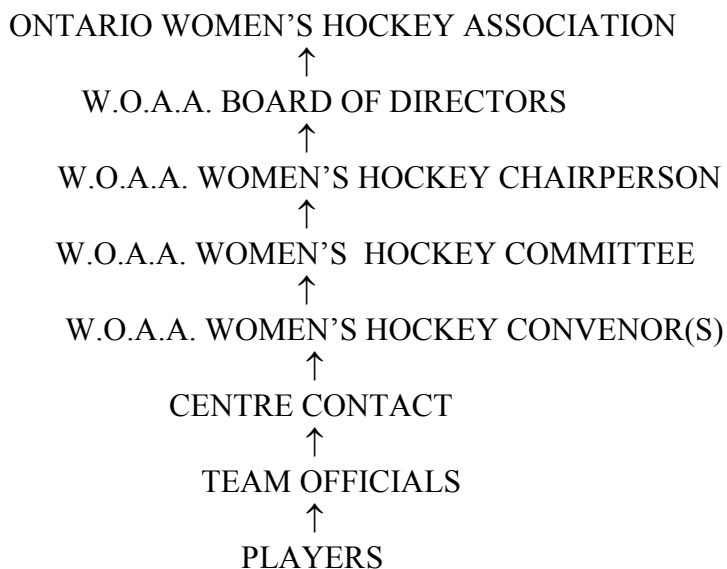 ONTARIO WOMEN’S HOCKEY ASSOCIATION
↑
W.O.A.A. BOARD OF DIRECTORS
↑
W.O.A.A. WOMEN’S HOCKEY CHAIRPERSON
↑
W.O.A.A. WOMEN’S HOCKEY COMMITTEE
↑
W.O.A.A. WOMEN’S HOCKEY CONVENOR(S)
↑
CENTRE CONTACT
↑
TEAM OFFICIALS
↑
PLAYERS